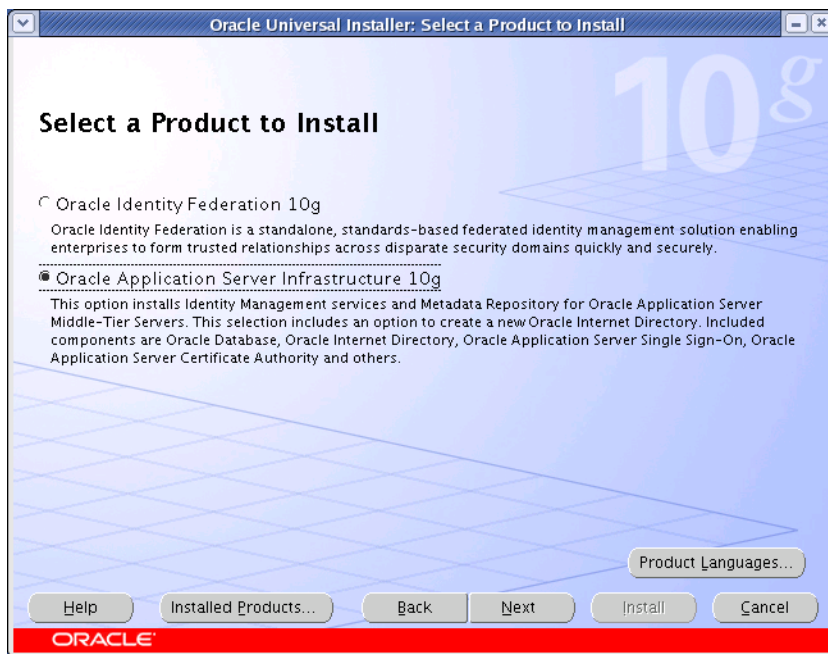 Oracle Universal Installer: Select a Product to Install
10g
Select a Product to Install
Oracle Identity Federation 10g
Oracle Identity Federation is a standalone, standards-based federated identity management solution enabling
enterprises to form trusted relationships across disparate security domains quickly and securely.
Oracle Application Server Infrastructure 10g
This option installs Identity Management services and Metadata Repository for Oracle Application Server
Middle-Tier Servers. This selection includes an option to create a new Oracle Internet Directory. Included
components are Oracle Database, Oracle Internet Directory, Oracle Application Server Single Sign-On, Oracle
Application Server Certificate Authority and others.
Product Languages...
Help Installed Products... Back Next Install Cancel
ORACLE